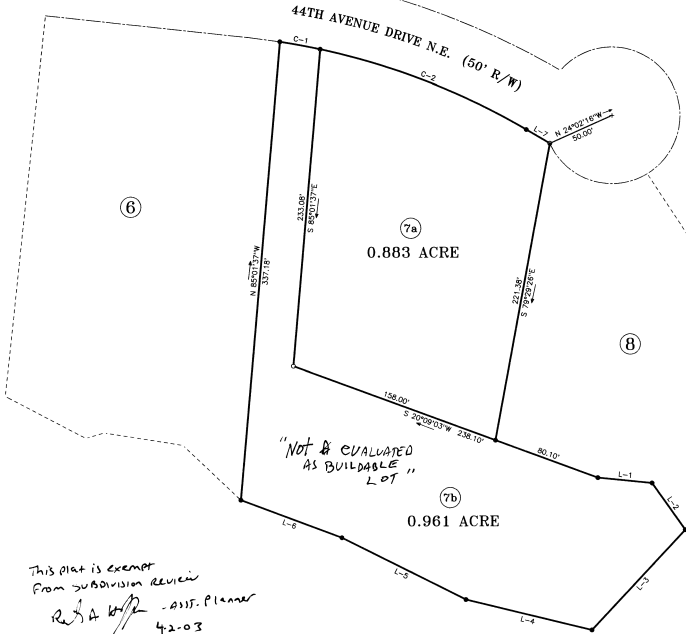 44TH AVENUE DRIVE N.E. (50' R/W)
C-1
C-2
L-7
N 24°02'16"W
50.00'
6
233.08'
S 85°01'37"E
7a
0.883 ACRE
N 85°01'37"W
337.18'
221.38'
S 79°29'26"E
8
158.00'
S 20°09'03"W 238.10'
80.10'
L-1
L-2
"NOT EVALUATED
AS BUILDABLE
LOT"
7b
0.961 ACRE
L-6
L-5
L-4
L-3
This plat is exempt
From SUBDIVISION REVIEW
-ASST. Planner
4-2-03